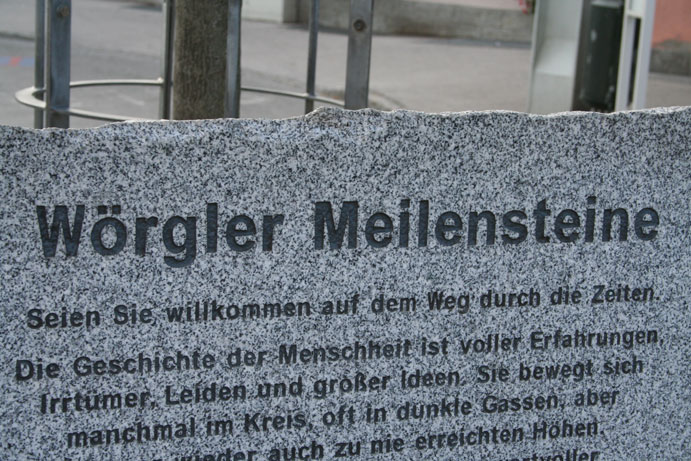 Wörgler Meilensteine
Seien Sie willkommen auf dem Weg durch die Zeiten.
Die Geschichte der Menschheit ist voller Erfahrungen,
Irrtümer, Leiden und großer Ideen. Sie bewegt sich
manchmal im Kreis, oft in dunkle Gassen, aber
wieder auch zu nie erreichten Höhen.